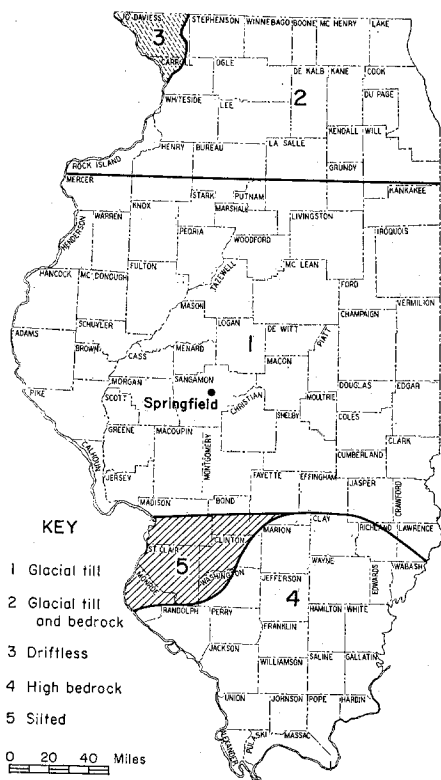 JO DAVIESS
STEPHENSON
WINNEBAGO
BOONE
MC HENRY
LAKE
3
CARROLL
OGLE
DE KALB
KANE
COOK
2
DU PAGE
WHITESIDE
LEE
KENDALL
WILL
ROCK ISLAND
HENRY
BUREAU
LA SALLE
GRUNDY
MERCER
KANKAKEE
STARK
PUTNAM
KNOX
MARSHALL
LIVINGSTON
HENDERSON
WARREN
PEORIA
WOODFORD
IROQUOIS
HANCOCK
MC DONOUGH
FULTON
TAZEWELL
MC LEAN
FORD
MASON
VERMILION
SCHUYLER
LOGAN
DE WITT
CHAMPAIGN
ADAMS
BROWN
CASS
MENARD
1
PIATT
MACON
MORGAN
SANGAMON
DOUGLAS
EDGAR
PIKE
SCOTT
Springfield
CHRISTIAN
MOULTRIE
SHELBY
COLES
GREENE
MACOUPIN
MONTGOMERY
CLARK
CALHOUN
CUMBERLAND
JERSEY
FAYETTE
EFFINGHAM
JASPER
CRAWFORD
MADISON
BOND
CLAY
RICHLAND
LAWRENCE
MARION
CLINTON
ST CLAIR
WAYNE
WABASH
5
MONROE
WASHINGTON
JEFFERSON
EDWARDS
4
RANDOLPH
PERRY
HAMILTON
WHITE
FRANKLIN
JACKSON
WILLIAMSON
SALINE
GALLATIN
UNION
JOHNSON
POPE
HARDIN
ALEXANDER
PULASKI
MASSAC
KEY
1 Glacial till
2 Glacial till
and bedrock
3 Driftless
4 High bedrock
5 Silted
0 20 40 Miles